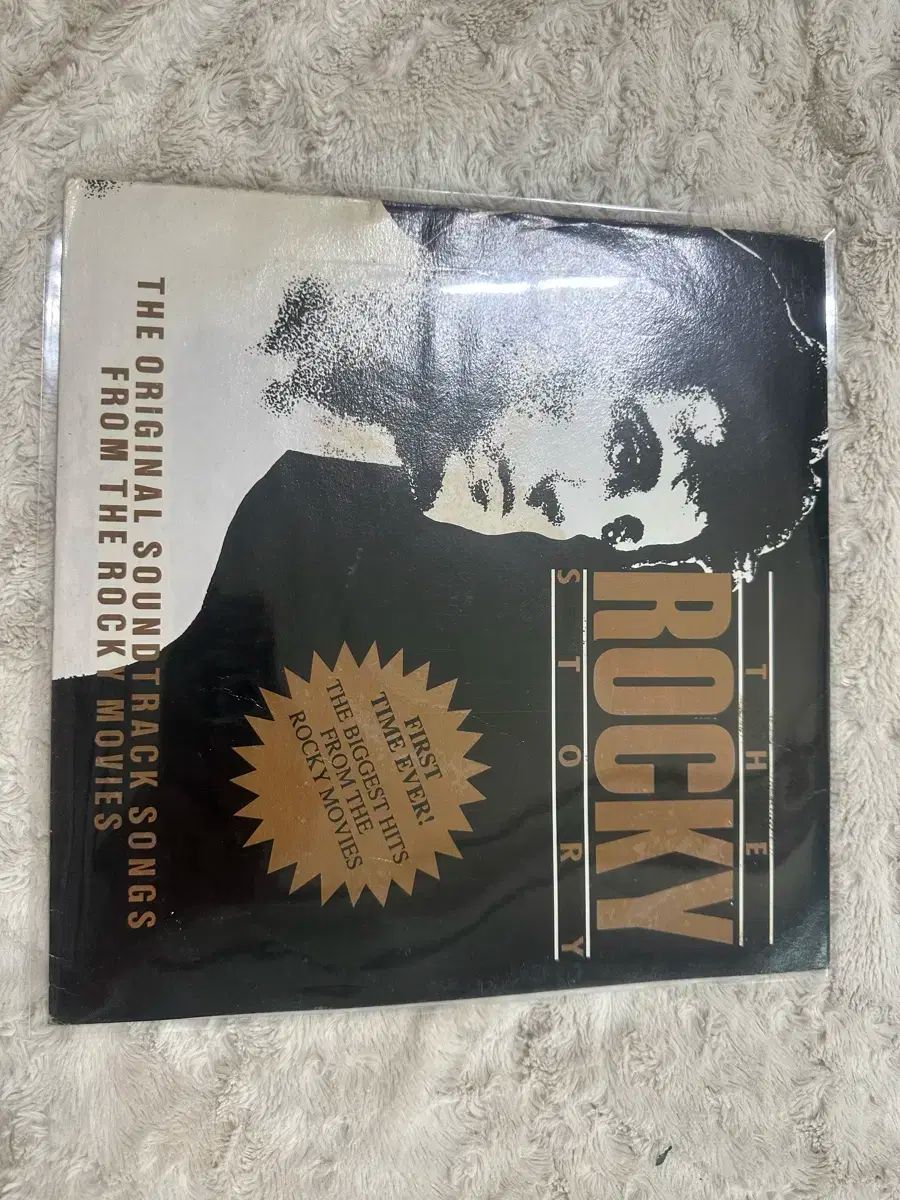 THE
ROCKY
STORY
FIRST
TIME EVER!
THE BIGGEST HITS
FROM THE
ROCKY MOVIES
THE ORIGINAL SOUNDTRACK SONGS
FROM THE ROCKY MOVIES